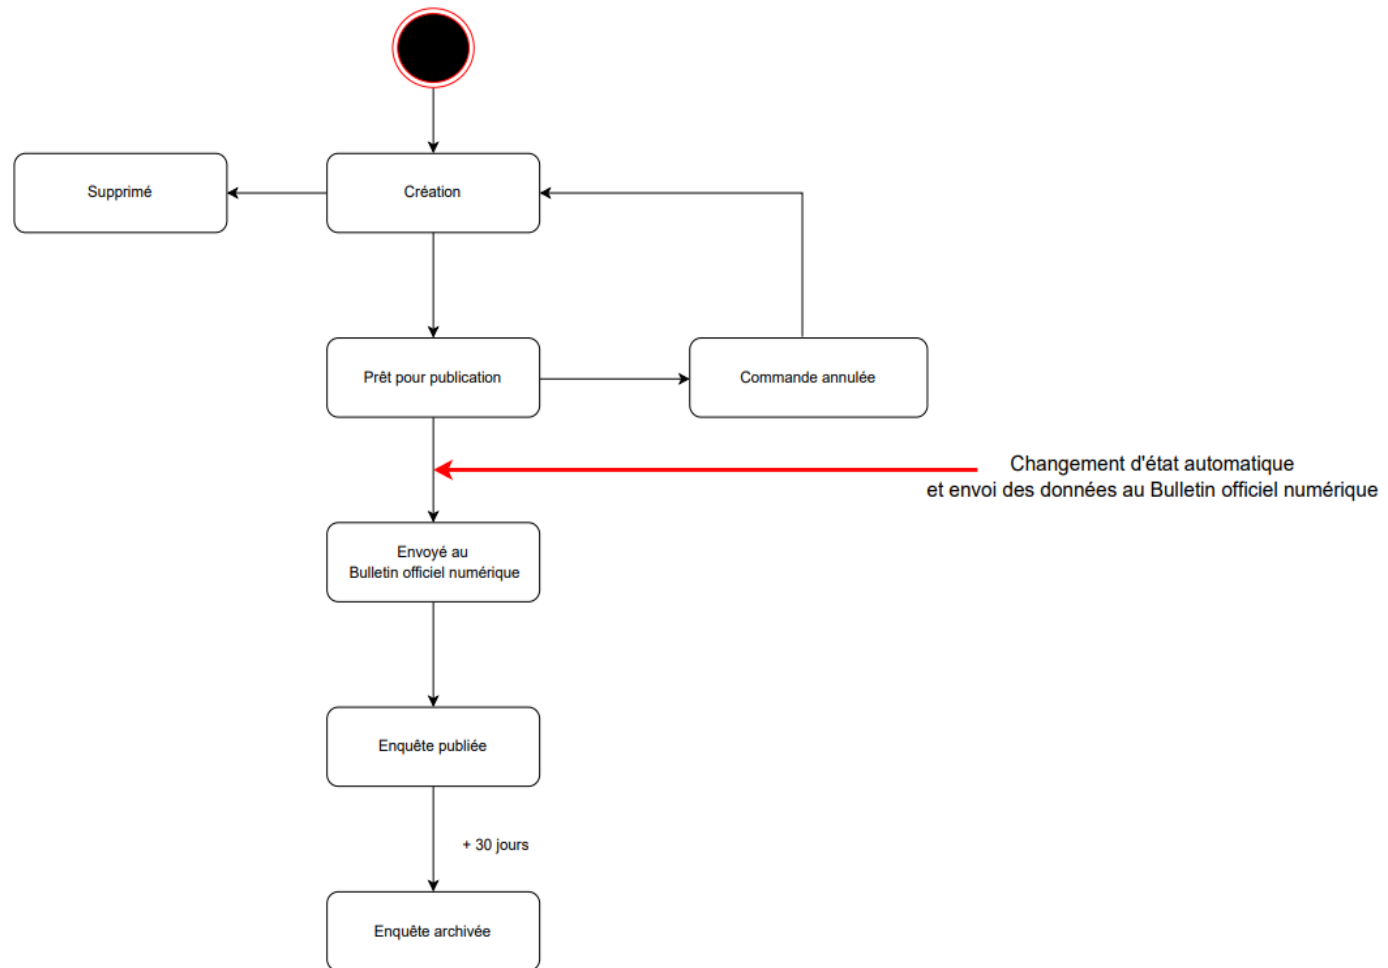 Supprimé
Création
Prêt pour publication
Commande annulée
Changement d'état automatique
et envoi des données au Bulletin officiel numérique
Envoyé au
Bulletin officiel numérique
Enquête publiée
+ 30 jours
Enquête archivée